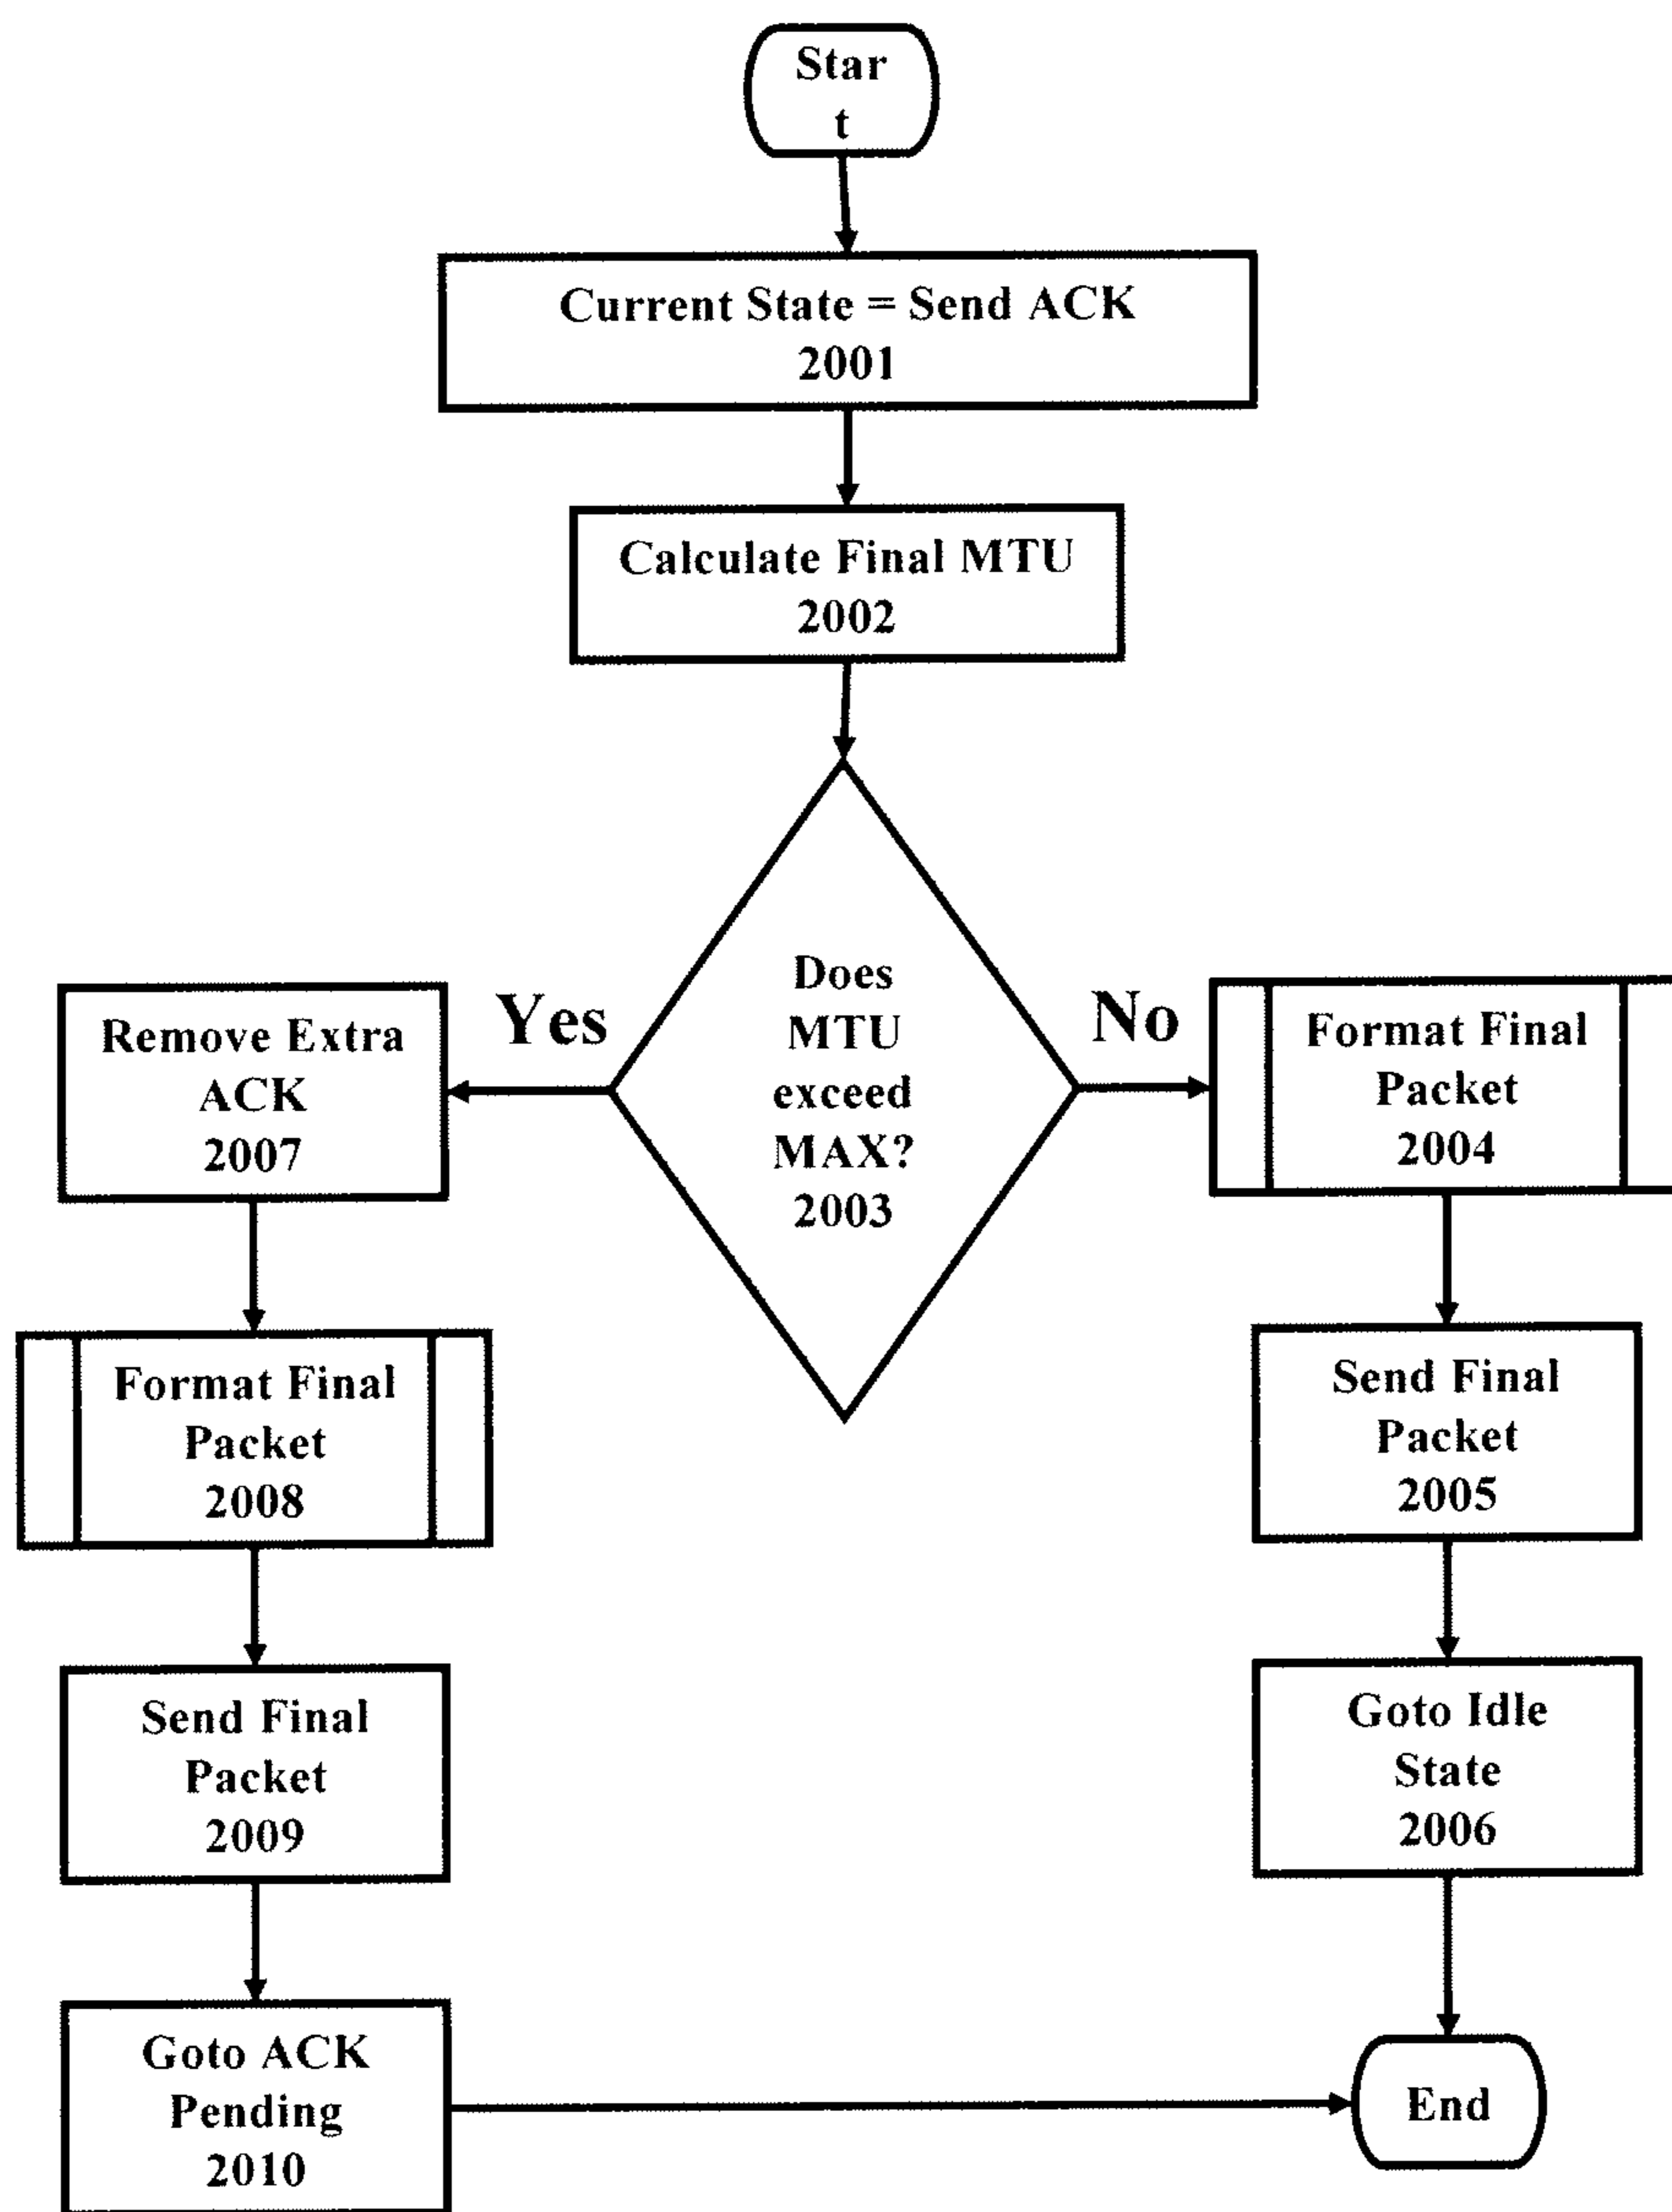 Star
t
Current State = Send ACK
2001
Calculate Final MTU
2002
Does
MTU
exceed
MAX?
2003
Yes
No
Remove Extra
ACK
2007
Format Final
Packet
2004
Format Final
Packet
2008
Send Final
Packet
2005
Send Final
Packet
2009
Goto Idle
State
2006
Goto ACK
Pending
2010
End